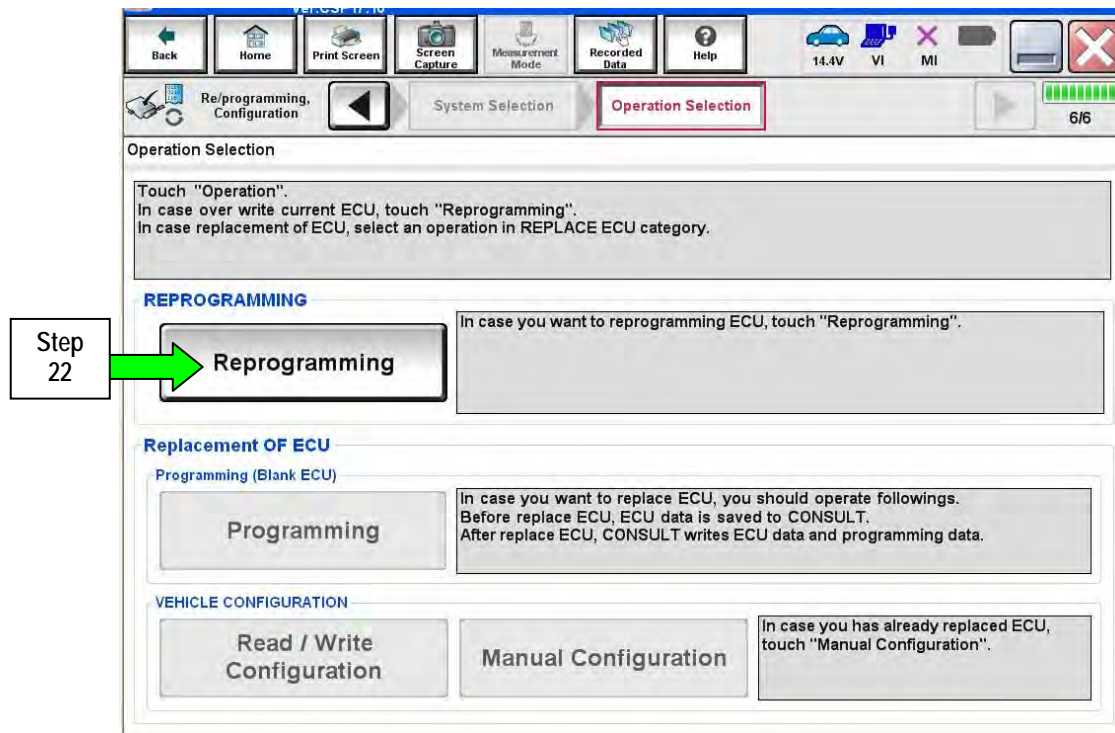 Back
Home
Print Screen
Screen
Capture
Measurement
Mode
Recorded
Data
Help
14.4V
VI
MI
Re/programming,
Configuration
System Selection
Operation Selection
6/6
Operation Selection
Touch "Operation".
In case over write current ECU, touch "Reprogramming".
In case replacement of ECU, select an operation in REPLACE ECU category.
REPROGRAMMING
Step
22
Reprogramming
In case you want to reprogramming ECU, touch "Reprogramming".
Replacement OF ECU
Programming (Blank ECU)
Programming
In case you want to replace ECU, you should operate followings.
Before replace ECU, ECU data is saved to CONSULT.
After replace ECU, CONSULT writes ECU data and programming data.
VEHICLE CONFIGURATION
Read / Write
Configuration
Manual Configuration
In case you has already replaced ECU,
touch "Manual Configuration".